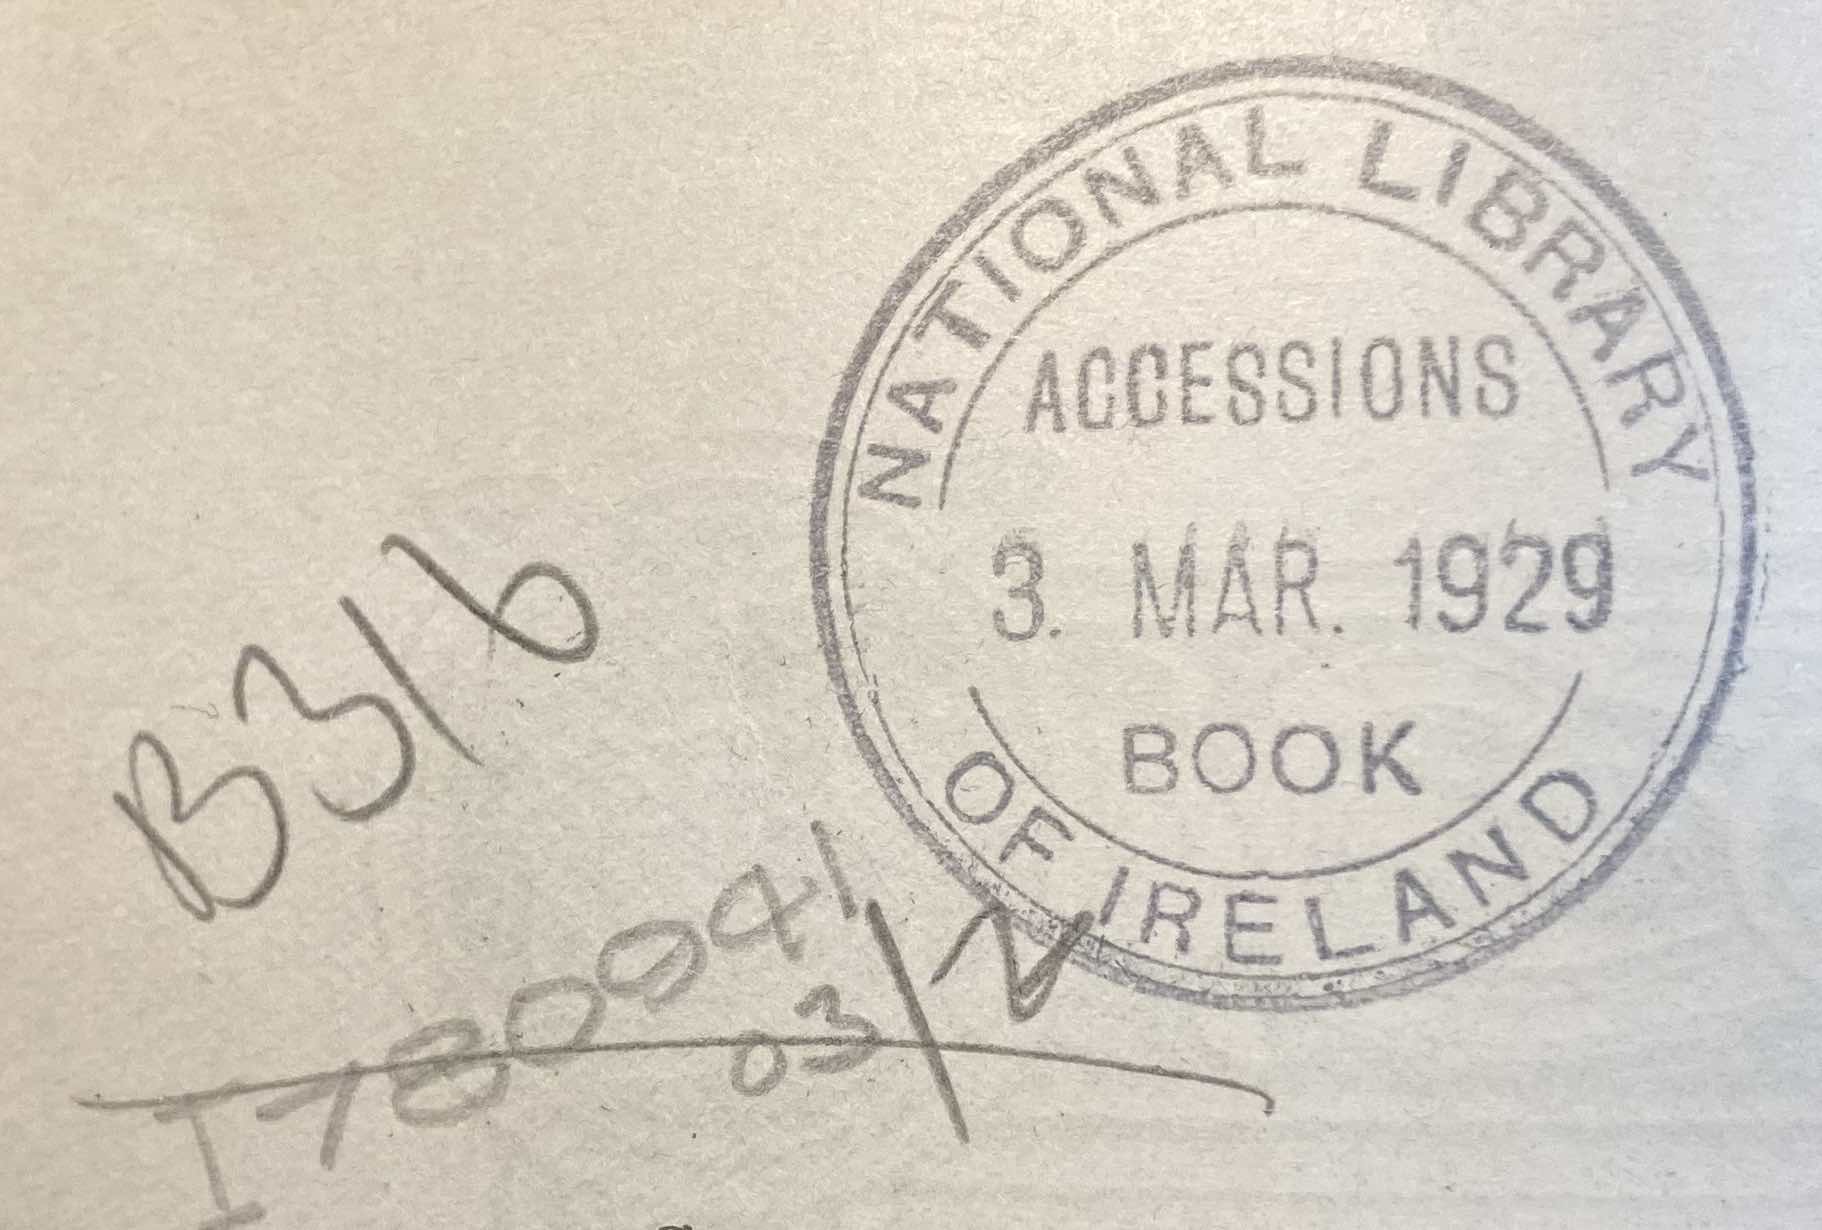 NATIONAL LIBRARY
ACCESSIONS
3. MAR. 1929
BOOK
OF IRELAND
B316
I780041
03/N